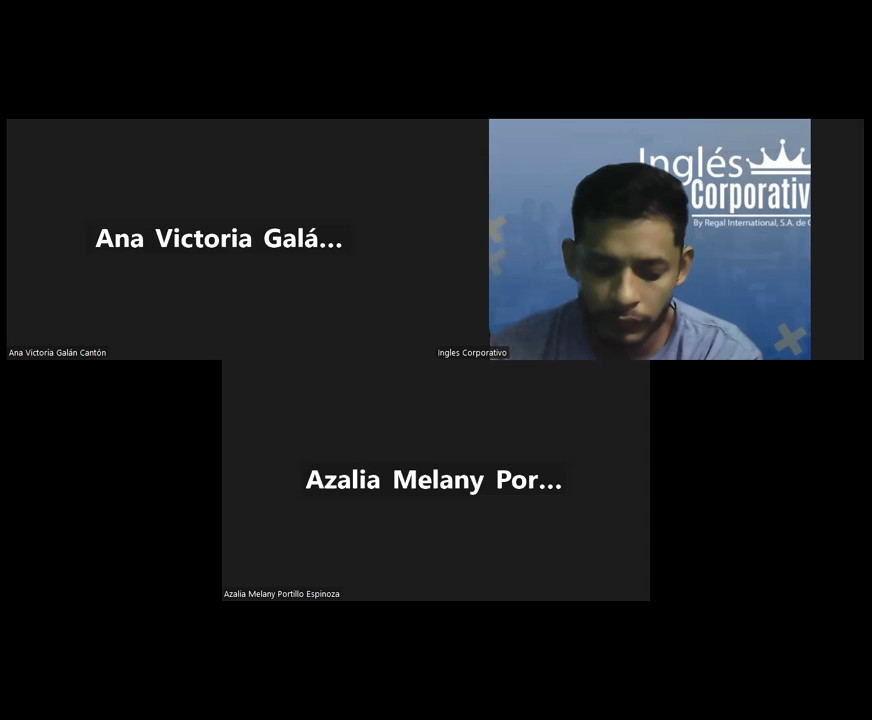 Ana Victoria Galá...
Ana Victoria Galán Cantón
Inglés
Corporativ
By Regal International, S.A. de C
Ingles Corporativo
Azalia Melany Por...
Azalia Melany Portillo Espinoza